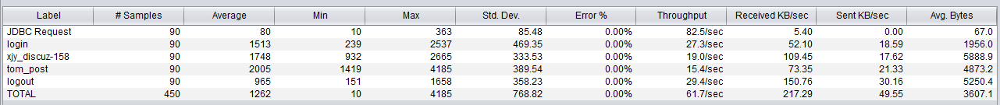 Label # Samples Average Min Max Std. Dev. Error % Throughput Received KB/sec Sent KB/sec Avg. Bytes
JDBC Request 90 80 10 363 85.48 0.00% 82.5/sec 5.40 0.00 67.0
login 90 1513 239 2537 469.35 0.00% 27.3/sec 52.10 18.59 1956.0
xjy_discuz-158 90 1748 932 2665 333.53 0.00% 19.0/sec 109.45 17.62 5888.9
tom_post 90 2005 1419 4185 389.54 0.00% 15.4/sec 73.35 21.33 4873.2
logout 90 965 151 1658 358.23 0.00% 29.4/sec 150.76 30.16 5250.4
TOTAL 450 1262 10 4185 768.82 0.00% 61.7/sec 217.29 49.55 3607.1